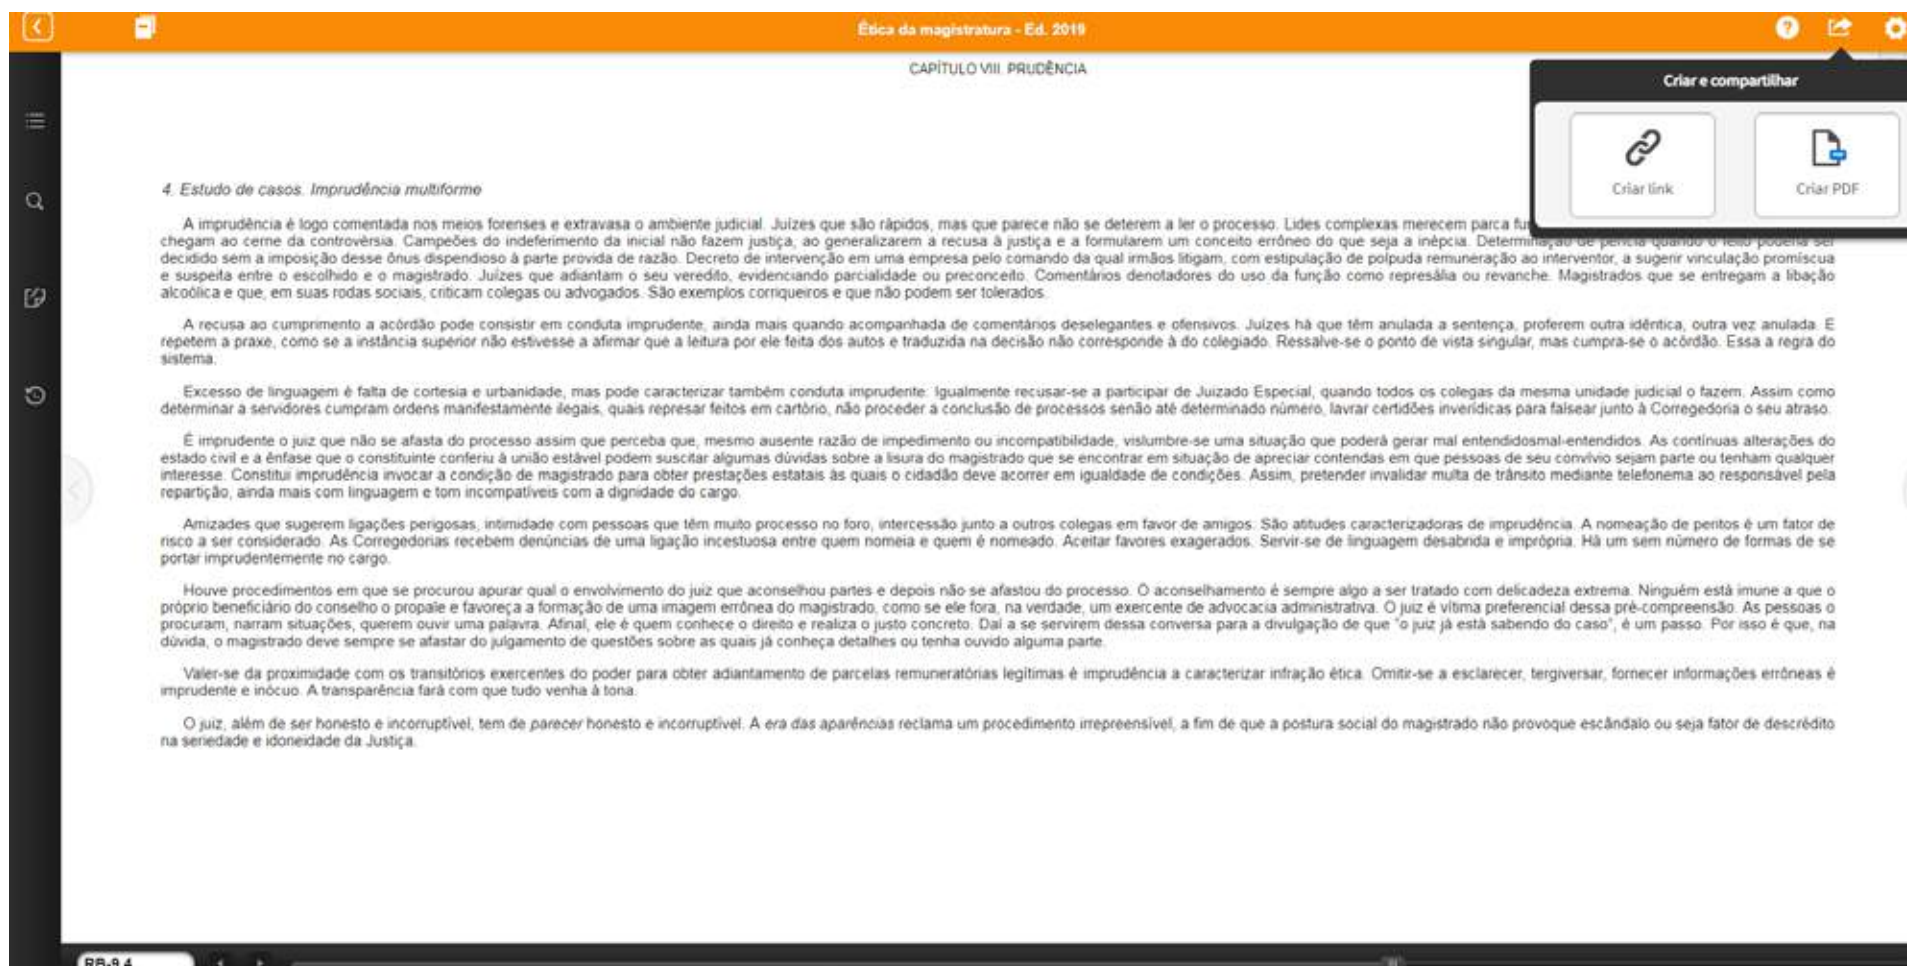 Ética da magistratura - Ed. 2019
CAPÍTULO VIII. PRUDÊNCIA
Criar e compartilhar
Criar link
Criar PDF
4. Estudo de casos. Imprudência multiforme
A imprudência é logo comentada nos meios forenses e extravasa o ambiente judicial. Juízes que são rápidos, mas que parece não se deterem a ler o processo. Lides complexas merecem parca
chegam ao cerne da controvérsia. Campeões do indeferimento da inicial não fazem justiça, ao generalizarem a recusa à justiça e a formularem um conceito errôneo do que seja a inépcia. Determinação de perícia quando o feito poderia ser
decidido sem a imposição desse ônus dispendioso à parte provida de razão. Decreto de intervenção em uma empresa pelo comando da qual irmãos litigam, com estipulação de polpuda remuneração ao interventor, a sugerir vinculação promíscua
e suspeita entre o escolhido e o magistrado. Juízes que adiantam o seu veredito, evidenciando parcialidade ou preconceito. Comentários denotadores do uso da função como represália ou revanche. Magistrados que se entregam a libação
alcoólica e que, em suas rodas sociais, criticam colegas ou advogados. São exemplos corriqueiros e que não podem ser tolerados.
A recusa ao cumprimento a acórdão pode consistir em conduta imprudente, ainda mais quando acompanhada de comentários deselegantes e ofensivos. Juízes há que têm anulada a sentença, proferem outra idêntica, outra vez anulada. E
repetem a praxe, como se a instância superior não estivesse a afirmar que a leitura por ele feita dos autos e traduzida na decisão não corresponde à do colegiado. Ressalve-se o ponto de vista singular, mas cumpra-se o acórdão. Essa a regra do
sistema.
Excesso de linguagem é falta de cortesia e urbanidade, mas pode caracterizar também conduta imprudente. Igualmente recusar-se a participar de Juizado Especial, quando todos os colegas da mesma unidade judicial o fazem. Assim como
determinar a servidores cumpram ordens manifestamente ilegais, quais represar feitos em cartório, não proceder a conclusão de processos senão até determinado número, lavrar certidões inverídicas para falsear junto à Corregedoria o seu atraso.
É imprudente o juiz que não se afasta do processo assim que perceba que, mesmo ausente razão de impedimento ou incompatibilidade, vislumbre-se uma situação que poderá gerar mal entendidosmal-entendidos. As contínuas alterações do
estado civil e a ênfase que o constituinte conferiu à união estável podem suscitar algumas dúvidas sobre a lisura do magistrado que se encontrar em situação de apreciar contendas em que pessoas de seu convívio sejam parte ou tenham qualquer
interesse. Constitui imprudência invocar a condição de magistrado para obter prestações estatais às quais o cidadão deve acorrer em igualdade de condições. Assim, pretender invalidar multa de trânsito mediante telefonema ao responsável pela
repartição, ainda mais com linguagem e tom incompatíveis com a dignidade do cargo.
Amizades que sugerem ligações perigosas, intimidade com pessoas que têm muito processo no foro, intercessão junto a outros colegas em favor de amigos. São atitudes caracterizadoras de imprudência. A nomeação de peritos é um fator de
risco a ser considerado. As Corregedorias recebem denúncias de uma ligação incestuosa entre quem nomeia e quem é nomeado. Aceitar favores exagerados. Servir-se de linguagem desabrida e imprópria. Há um sem número de formas de se
portar imprudentemente no cargo.
Houve procedimentos em que se procurou apurar qual o envolvimento do juiz que aconselhou partes e depois não se afastou do processo. O aconselhamento é sempre algo a ser tratado com delicadeza extrema. Ninguém está imune a que o
próprio beneficiário do conselho o propale e favoreça a formação de uma imagem errônea do magistrado, como se ele fora, na verdade, um exercente de advocacia administrativa. O juiz é vítima preferencial dessa pré-compreensão. As pessoas o
procuram, narram situações, querem ouvir uma palavra. Afinal, ele é quem conhece o direito e realiza o justo concreto. Daí a se servirem dessa conversa para a divulgação de que "o juiz já está sabendo do caso", é um passo. Por isso é que, na
dúvida, o magistrado deve sempre se afastar do julgamento de questões sobre as quais já conheça detalhes ou tenha ouvido alguma parte.
Valer-se da proximidade com os transitórios exercentes do poder para obter adiantamento de parcelas remuneratórias legítimas é imprudência a caracterizar infração ética. Omitir-se a esclarecer, tergiversar, fornecer informações errôneas é
imprudente e inócuo. A transparência fará com que tudo venha à tona.
O juiz, além de ser honesto e incorruptível, tem de parecer honesto e incorruptível. A era das aparências reclama um procedimento irrepreensível, a fim de que a postura social do magistrado não provoque escândalo ou seja fator de descrédito
na seriedade e idoneidade da Justiça.
RB-9.4